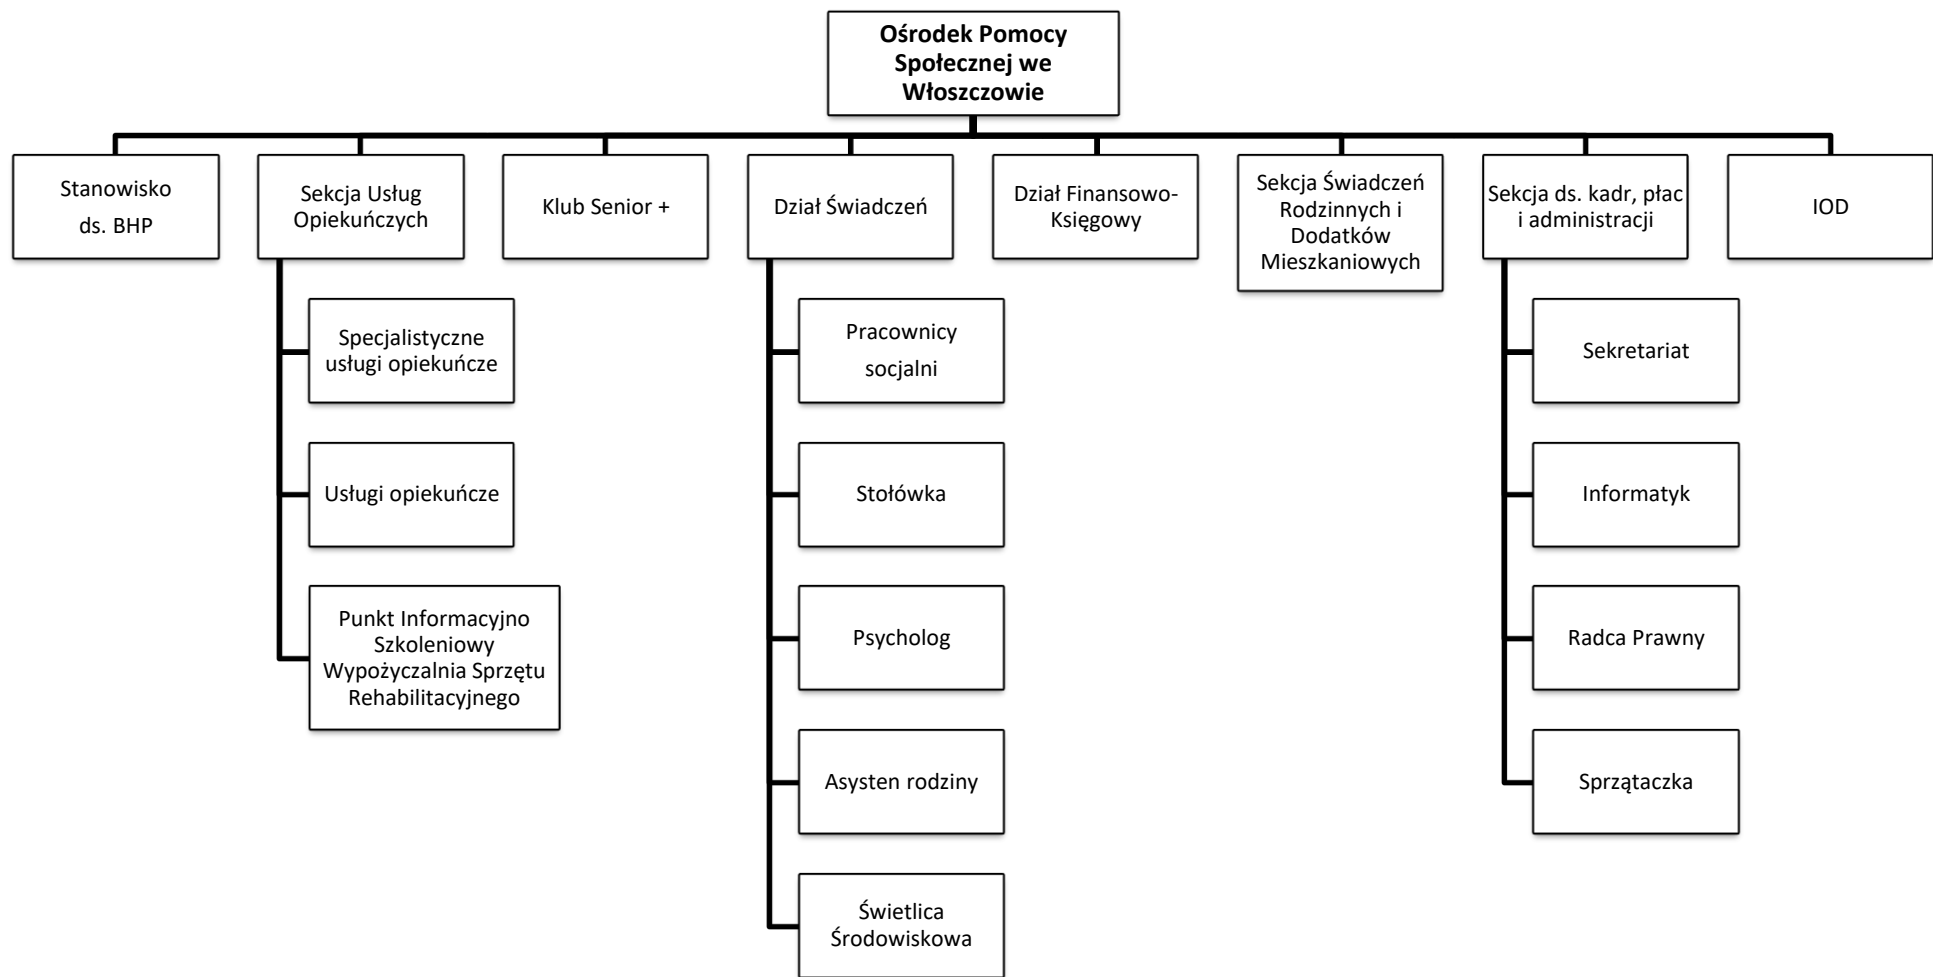 Ośrodek Pomocy
Społecznej we
Włoszczowie
Stanowisko
ds. BHP
Sekcja Usług
Opiekuńczych
Klub Senior +
Dział Świadczeń
Dział Finansowo-
Księgowy
Sekcja Świadczeń
Rodzinnych i
Dodatków
Mieszkaniowych
Sekcja ds. kadr, płac
i administracji
IOD
Specjalistyczne
usługi opiekuńcze
Usługi opiekuńcze
Punkt Informacyjno
Szkoleniowy
Wypożyczalnia Sprzętu
Rehabilitacyjnego
Pracownicy
socjalni
Stołówka
Psycholog
Asysten rodziny
Świetlica
Środowiskowa
Sekretariat
Informatyk
Radca Prawny
Sprzątaczka